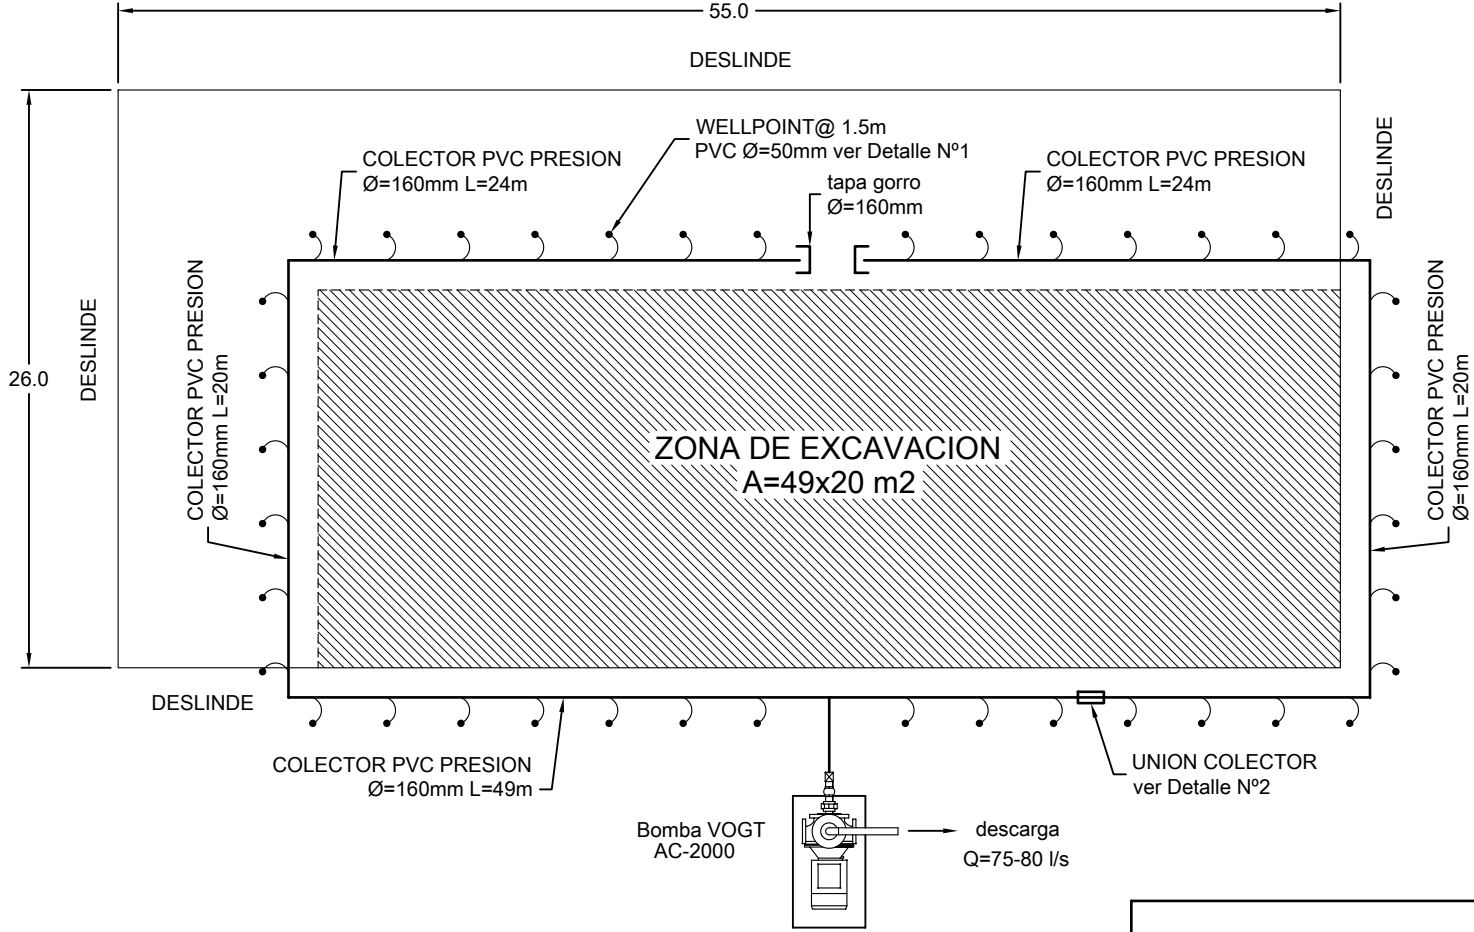 55.0
DESLINDE
WELLPOINT@ 1.5m
PVC Ø=50mm ver Detalle Nº1
COLECTOR PVC PRESION
Ø=160mm L=24m
tapa gorro
Ø=160mm
COLECTOR PVC PRESION
Ø=160mm L=24m
DESLINDE
26.0
DESLINDE
COLECTOR PVC PRESION
Ø=160mm L=20m
ZONA DE EXCAVACION
A=49x20 m2
COLECTOR PVC PRESION
Ø=160mm L=20m
DESLINDE
COLECTOR PVC PRESION
Ø=160mm L=49m
UNION COLECTOR
ver Detalle Nº2
Bomba VOGT
AC-2000
descarga
Q=75-80 l/s